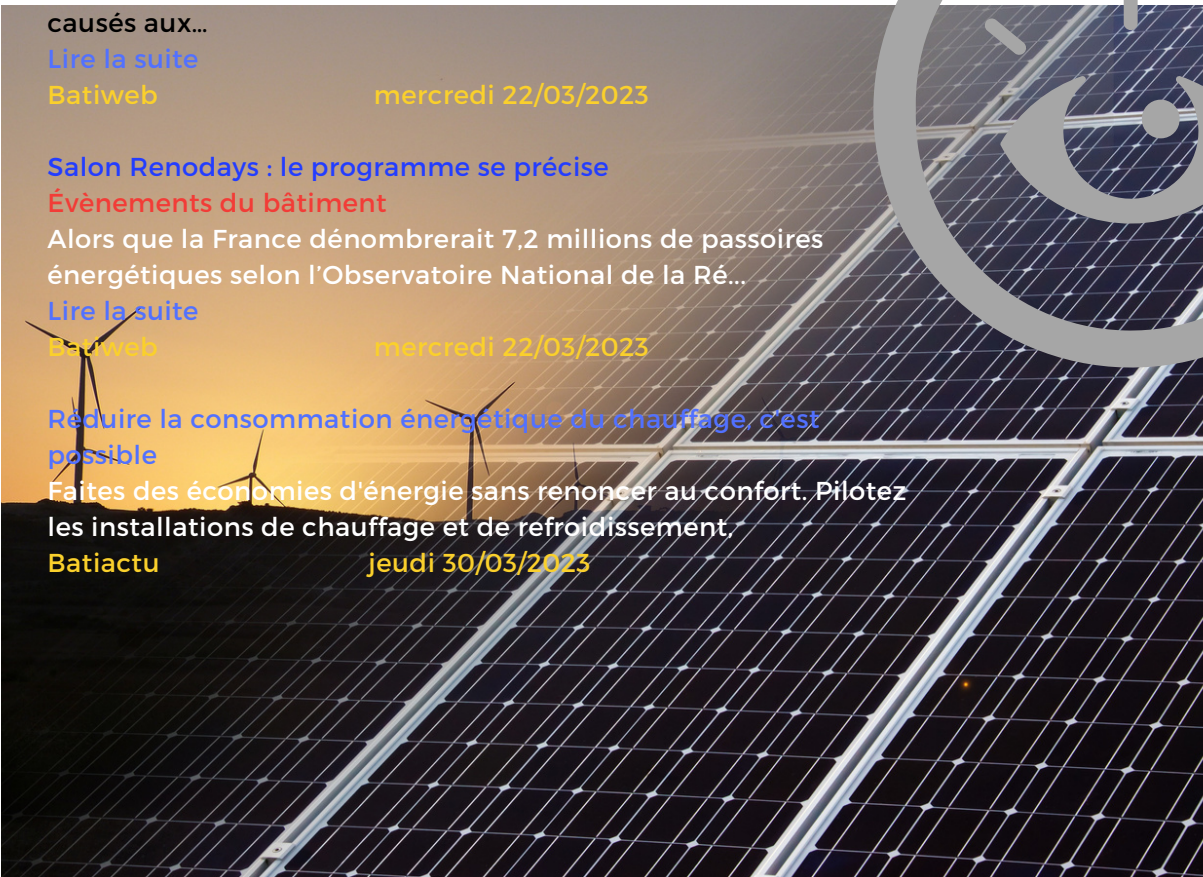 causés aux...
Lire la suite
Batiweb mercredi 22/03/2023
Salon Renodays : le programme se précise
Évènements du bâtiment
Alors que la France dénombrerait 7,2 millions de passoires
énergétiques selon l’Observatoire National de la Ré...
Lire la suite
Batiweb mercredi 22/03/2023
Réduire la consommation énergétique du chauffage, c'est
possible
Faites des économies d'énergie sans renoncer au confort. Pilotez
les installations de chauffage et de refroidissement,
Batiactu jeudi 30/03/2023